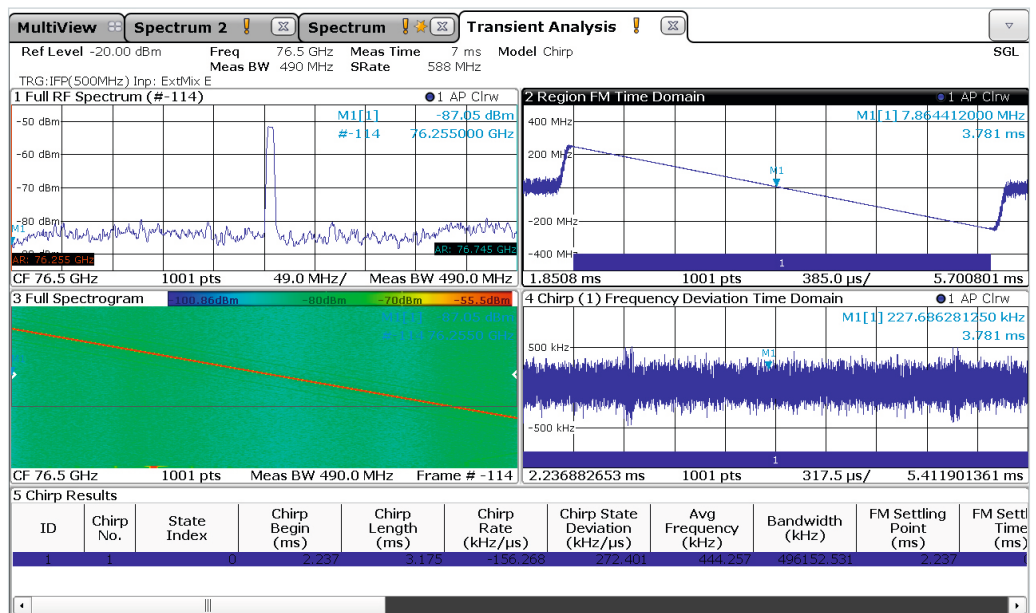 MultiView Spectrum 2 Spectrum Transient Analysis
Ref Level -20.00 dBm Freq 76.5 GHz Meas Time 7 ms Model Chirp SGL
Meas BW 490 MHz SRate 588 MHz
TRG:IFP(500MHz) Inp: ExtMix E
1 Full RF Spectrum (#-114) 1 AP Clrw
M1[1] -87.05 dBm
-50 dBm
#-114 76.255000 GHz
-60 dBm
-70 dBm
-80 dBm
M1
AR: 76.745 GHz
AR: 76.255 GHz
CF 76.5 GHz 1001 pts 49.0 MHz/ Meas BW 490.0 MHz
2 Region FM Time Domain 1 AP Clrw
M1[1] 7.864412000 MHz
400 MHz
3.781 ms
200 MHz
M1
-200 MHz
-400 MHz
1
1.8508 ms 1001 pts 385.0 µs/ 5.700801 ms
3 Full Spectrogram -100.86dBm -80dBm -70dBm -55.5dBm
CF 76.5 GHz 1001 pts Meas BW 490.0 MHz Frame # -114
4 Chirp (1) Frequency Deviation Time Domain 1 AP Clrw
M1[1] 227.686281250 kHz
3.781 ms
500 kHz
M1
-500 kHz
1
2.236882653 ms 1001 pts 317.5 µs/ 5.411901361 ms
5 Chirp Results
ID Chirp No. State Index Chirp Begin (ms) Chirp Length (ms) Chirp Rate (kHz/µs) Chirp State Deviation (kHz/µs) Avg Frequency (kHz) Bandwidth (kHz) FM Settling Point (ms) FM Settl Time (ms)
1 1 0 2.237 3.175 -156.268 272.401 444.257 496152.531 2.237